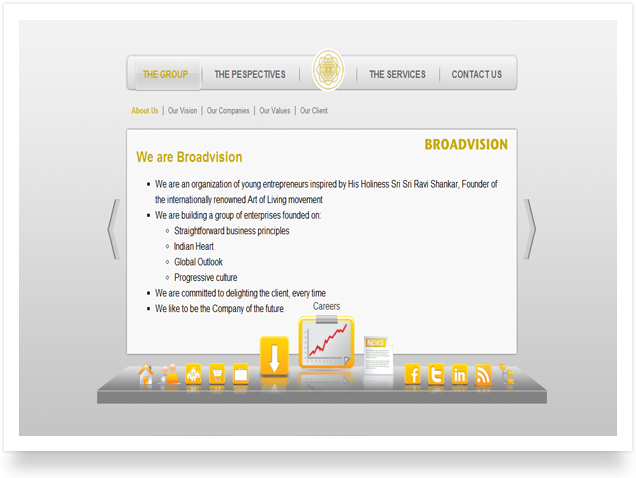 THE GROUP
THE PESPECTIVES
THE SERVICES
CONTACT US
About Us | Our Vision | Our Companies | Our Values | Our Client
BROADVISION
We are Broadvision
We are an organization of young entrepreneurs inspired by His Holiness Sri Sri Ravi Shankar, Founder of
the internationally renowned Art of Living movement
We are building a group of enterprises founded on:
Straightforward business principles
Indian Heart
Global Outlook
Progressive culture
We are committed to delighting the client, every time
We like to be the Company of the future
Careers
NEWS